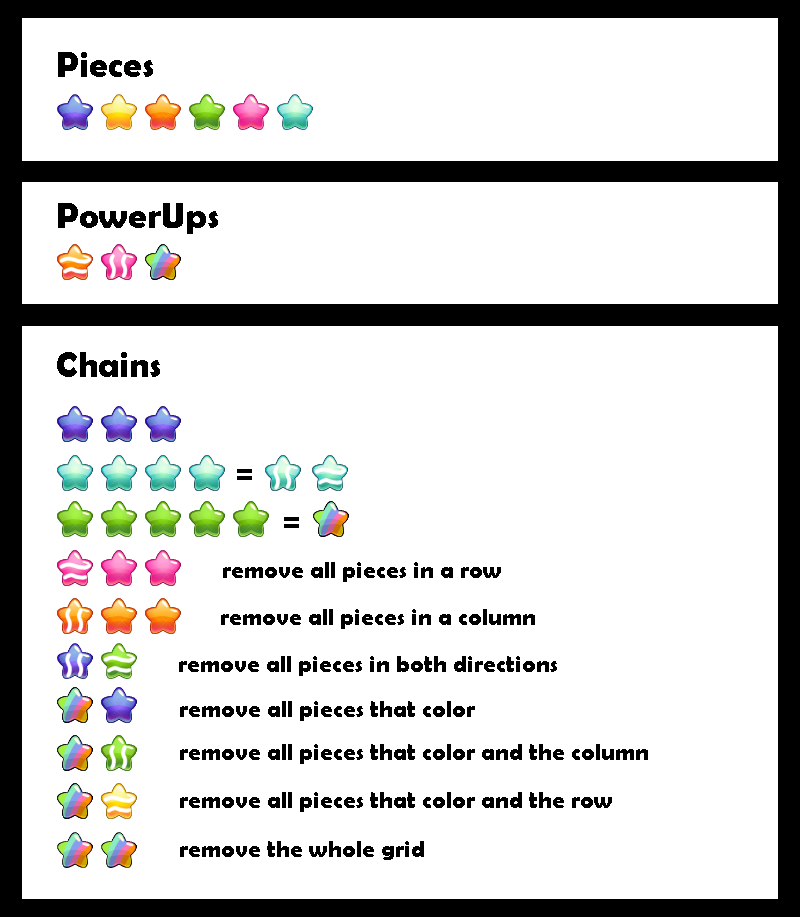 Pieces
PowerUps
Chains
=
=
remove all pieces in a row
remove all pieces in a column
remove all pieces in both directions
remove all pieces that color
remove all pieces that color and the column
remove all pieces that color and the row
remove the whole grid